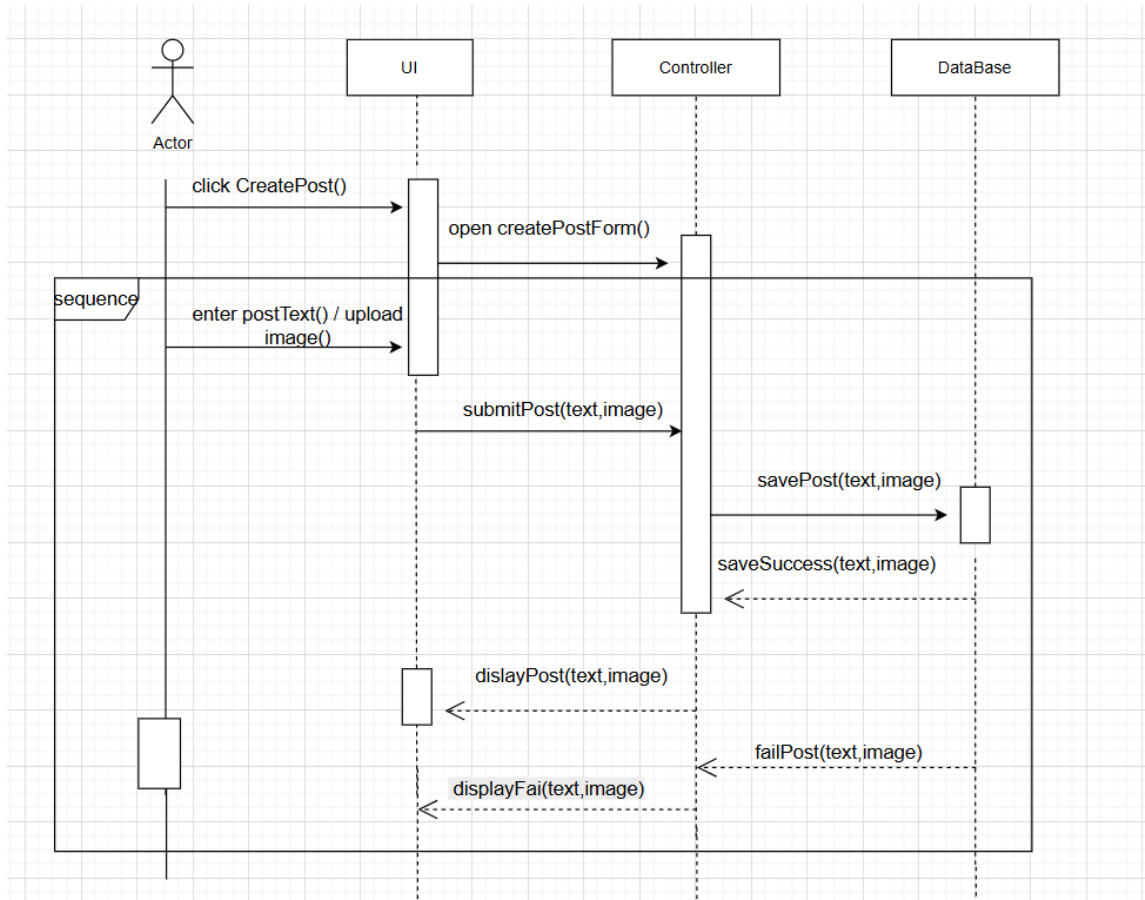 UI
Controller
DataBase
Actor
click CreatePost()
open createPostForm()
sequence
enter postText() / upload
image()
submitPost(text,image)
savePost(text,image)
saveSuccess(text,image)
dislayPost(text,image)
failPost(text,image)
displayFai(text,image)